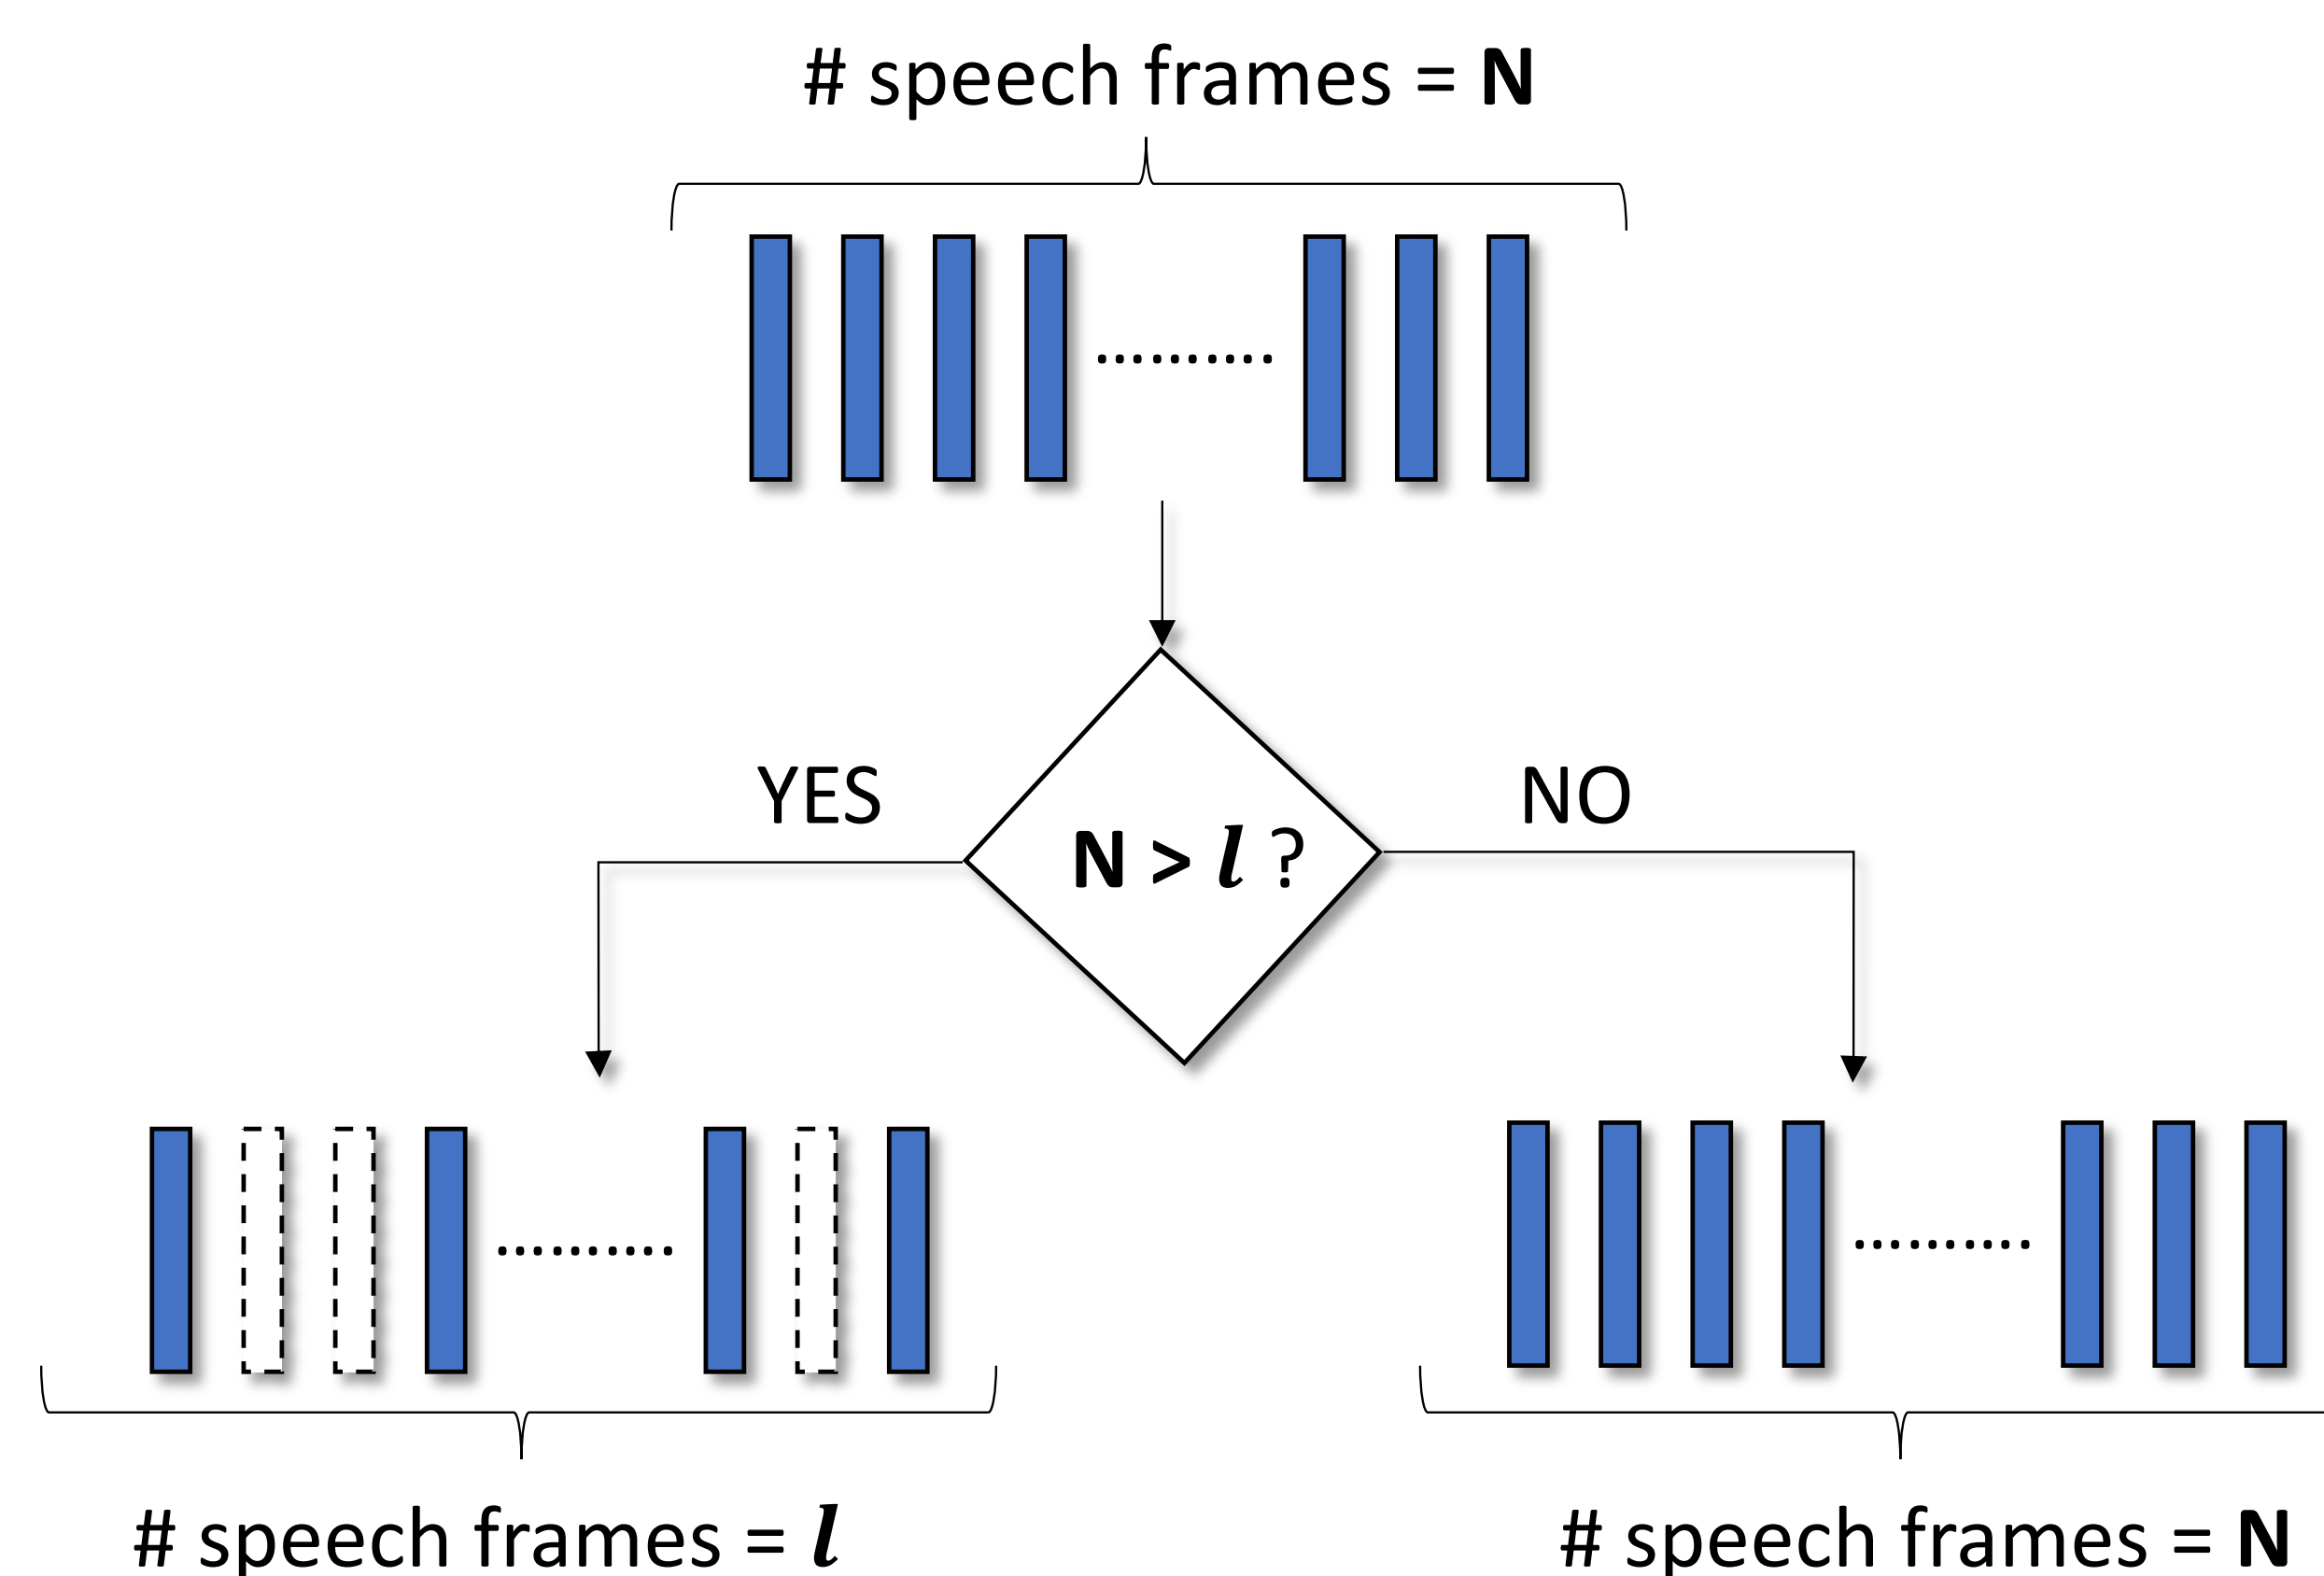 # speech frames = N
YES
NO
N > l ?
# speech frames = l
# speech frames = N